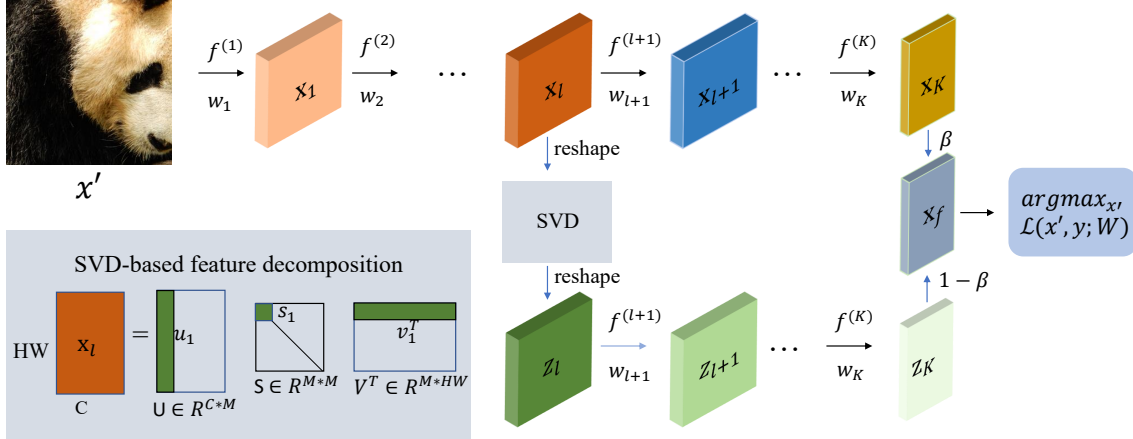 f^{(1)}
w_1
x_1
f^{(2)}
w_2
...
x_l
f^{(l+1)}
w_{l+1}
x_{l+1}
...
f^{(K)}
w_K
x_K
x'
reshape
β
SVD
x_f
argmax_{x'}
ℒ(x', y; W)
reshape
1 − β
z_l
f^{(l+1)}
w_{l+1}
z_{l+1}
...
f^{(K)}
w_K
z_K
SVD-based feature decomposition
HW
x_l
C
=
u_1
U ∈ R^{C*M}
s_1
S ∈ R^{M*M}
v_1^T
V^T ∈ R^{M*HW}